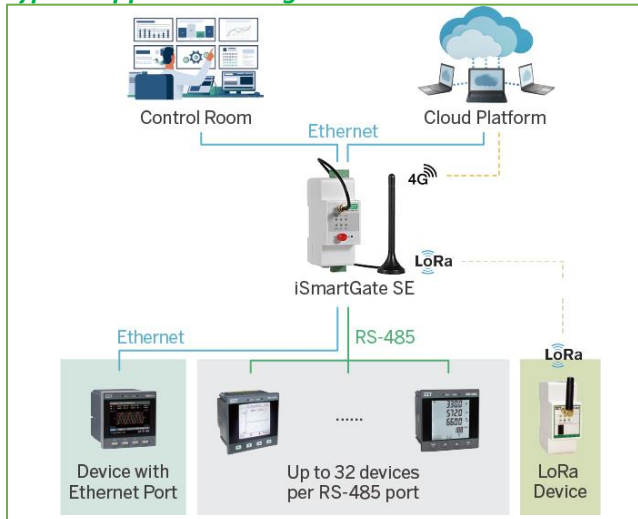 Control Room
Cloud Platform
Ethernet
4G
LoRa
iSmartGate SE
Ethernet
RS-485
LoRa
......
Device with
Ethernet Port
Up to 32 devices
per RS-485 port
LoRa
Device